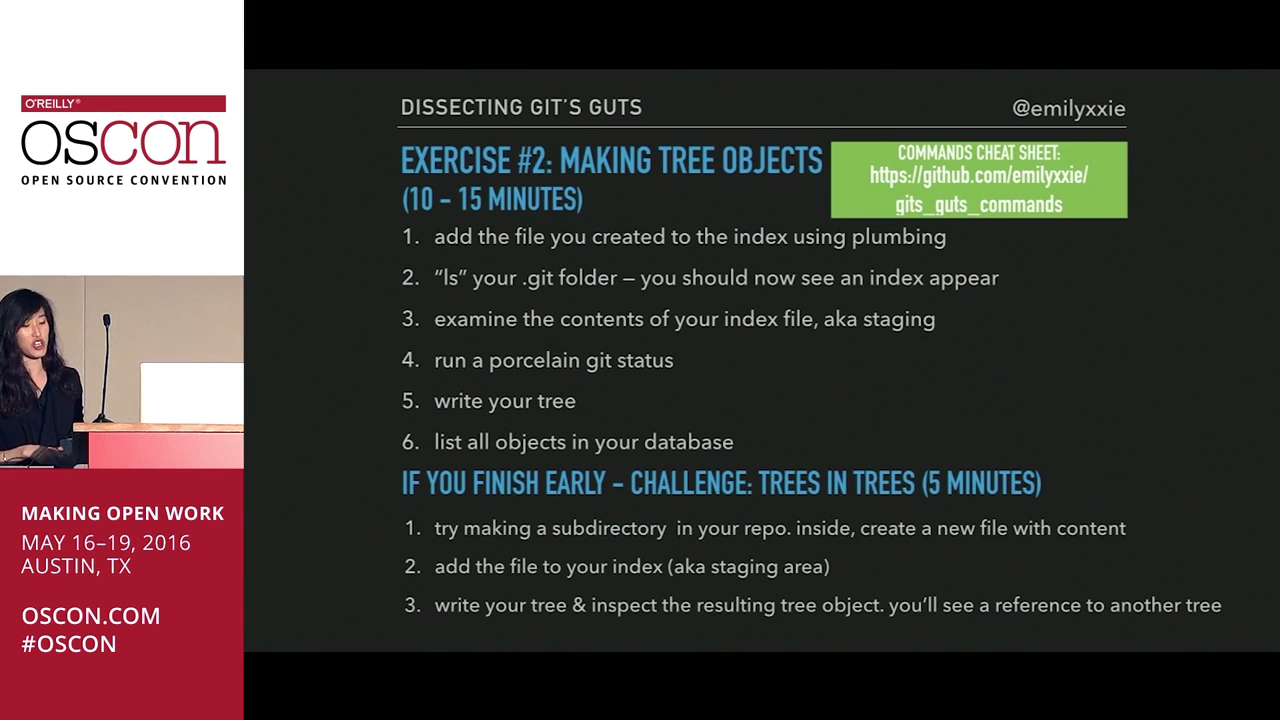 O'REILLY®
OSCON
OPEN SOURCE CONVENTION
MAKING OPEN WORK
MAY 16–19, 2016
AUSTIN, TX
OSCON.COM
#OSCON
DISSECTING GIT'S GUTS
@emilyxxie
EXERCISE #2: MAKING TREE OBJECTS
(10 – 15 MINUTES)
COMMANDS CHEAT SHEET:
https://github.com/emilyxxie/
gits_guts_commands
1. add the file you created to the index using plumbing
2. “ls” your .git folder — you should now see an index appear
3. examine the contents of your index file, aka staging
4. run a porcelain git status
5. write your tree
6. list all objects in your database
IF YOU FINISH EARLY – CHALLENGE: TREES IN TREES (5 MINUTES)
1. try making a subdirectory in your repo. inside, create a new file with content
2. add the file to your index (aka staging area)
3. write your tree & inspect the resulting tree object. you’ll see a reference to another tree